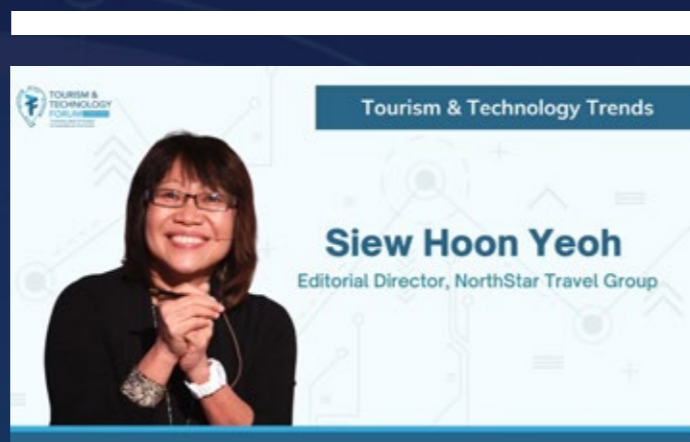 TOURISM &
TECHNOLOGY
FORUM
Tourism & Technology Trends
Siew Hoon Yeoh
Editorial Director, NorthStar Travel Group